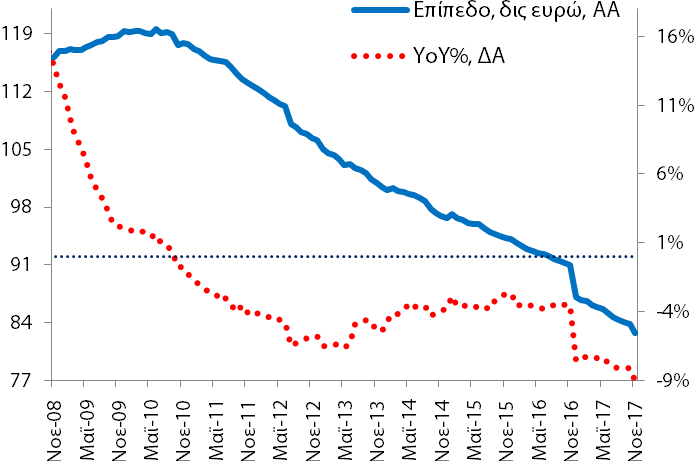 Επίπεδο, δις ευρώ, ΑΑ
YoY%, ΔΑ
119
112
105
98
91
84
77
16%
11%
6%
1%
-4%
-9%
Νοε-08
Μαϊ-09
Νοε-09
Μαϊ-10
Νοε-10
Μαϊ-11
Νοε-11
Μαϊ-12
Νοε-12
Μαϊ-13
Νοε-13
Μαϊ-14
Νοε-14
Μαϊ-15
Νοε-15
Μαϊ-16
Νοε-16
Μαϊ-17
Νοε-17